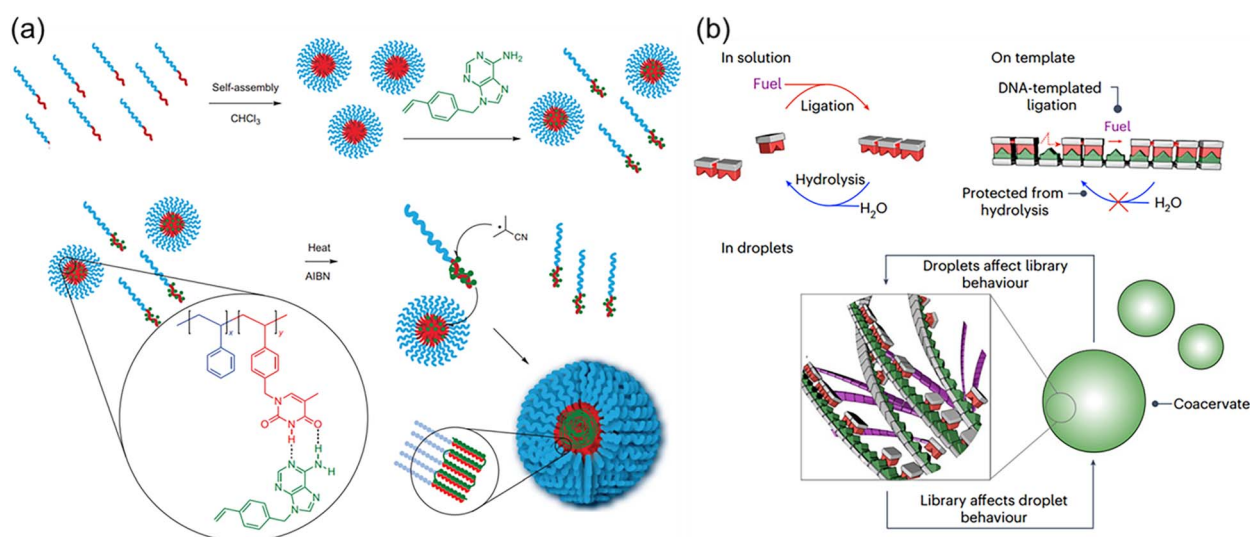 (a)
Self-assembly
CHCl3
NH2
N
N
N
N
Heat
AIBN
CN
x
y
N
O
N
O
H
H
N
N
H
N
N
N
(b)
In solution
Fuel
Ligation
Hydrolysis
H2O
On template
DNA-templated
ligation
Fuel
Protected from
hydrolysis
H2O
In droplets
Droplets affect library
behaviour
Coacervate
Library affects droplet
behaviour